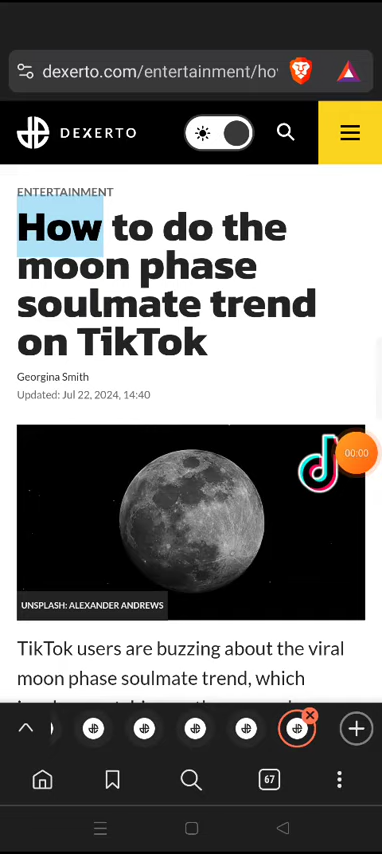 dexerto.com/entertainment/ho
DEXERTO
ENTERTAINMENT
How to do the
moon phase
soulmate trend
on TikTok
Georgina Smith
Updated: Jul 22, 2024, 14:40
00:00
UNSPLASH: ALEXANDER ANDREWS
TikTok users are buzzing about the viral
moon phase soulmate trend, which
67